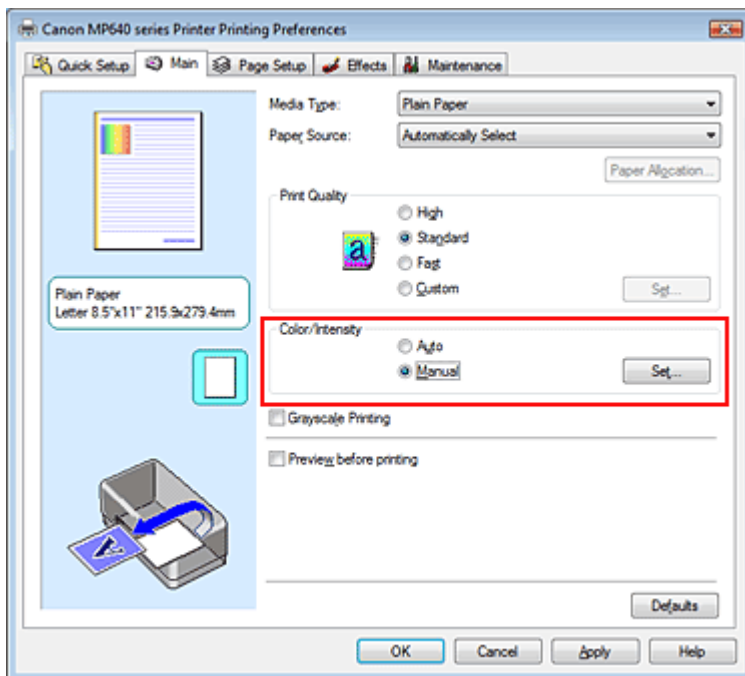 Canon MP640 series Printer Printing Preferences
Quick Setup Main Page Setup Effects Maintenance
Media Type: Plain Paper
Paper Source: Automatically Select
Paper Allocation...
Print Quality
High
a Standard
Fast
Custom Set...
Plain Paper
Letter 8.5"x11" 215.9x279.4mm
Color/Intensity
Auto
Manual Set...
Grayscale Printing
Preview before printing
Defaults
OK Cancel Apply Help